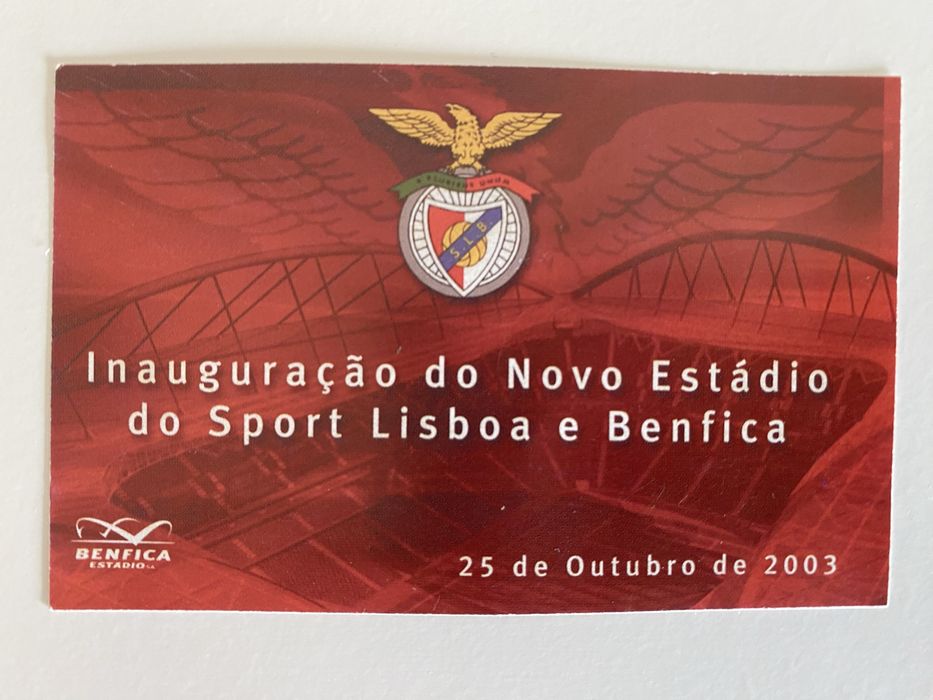 E PLURIBUS UNUM
S.L.B
Inauguração do Novo Estádio
do Sport Lisboa e Benfica
BENFICA
ESTÁDIO S.A.
25 de Outubro de 2003